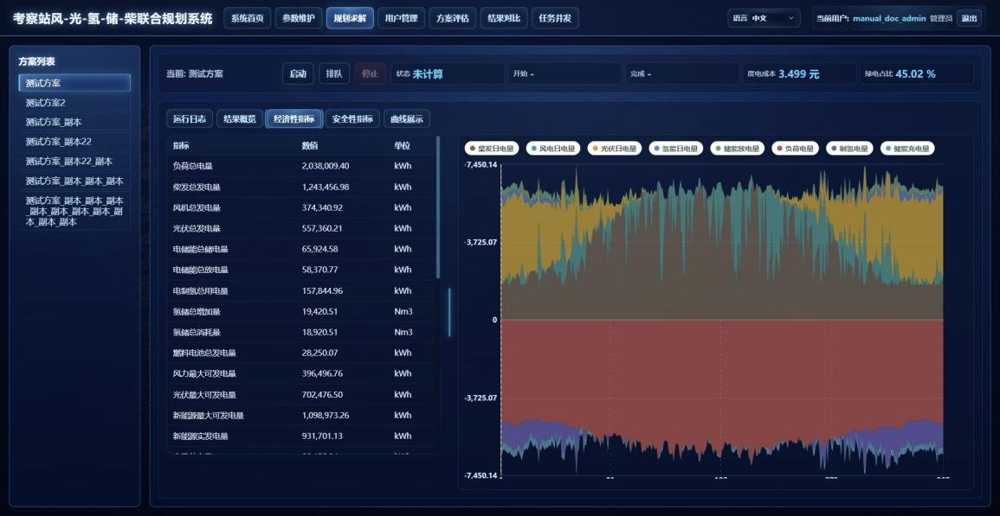 考察站风-光-氢-储-柴联合规划系统 系统首页 参数维护 规划求解 用户管理 方案评估 结果对比 任务并发 语言 中文 当前用户: manual_doc_admin 管理员 退出
方案列表
测试方案
测试方案2
测试方案_副本
测试方案_副本22
测试方案_副本22_副本
测试方案_副本_副本_副本
测试方案_副本_副本_副本
_副本_副本_副本_副本_副
本_副本_副本
当前: 测试方案 启动 排队 停止 状态 未计算 开始 - 完成 - 度电成本 3.499 元 绿电占比 45.02 %
运行日志 结果概览 经济性指标 安全性指标 曲线展示
指标 数值 单位
负荷总电量 2,038,009.40 kWh
柴发总发电量 1,243,456.98 kWh
风机总发电量 374,340.92 kWh
光伏总发电量 557,360.21 kWh
电储能总储电量 65,924.58 kWh
电储能总放电量 58,370.77 kWh
电制氢总用电量 157,844.96 kWh
氢储总增加量 19,420.51 Nm3
氢储总消耗量 18,920.51 Nm3
燃料电池总发电量 28,250.07 kWh
风力最大可发电量 396,496.76 kWh
光伏最大可发电量 702,476.50 kWh
新能源最大可发电量 1,098,973.26 kWh
新能源实发电量 931,701.13 kWh
柴发日电量 风电日电量 光伏日电量 氢能日电量 储能放电量 负荷电量 制氢电量 储能充电量
-7,450.14
-3,725.07
0
-3,725.07
-7,450.14